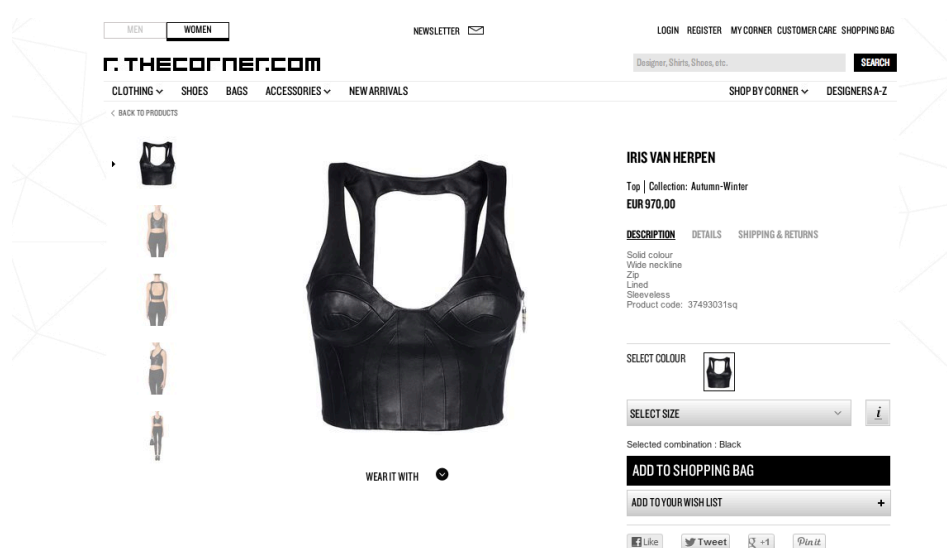 MEN
WOMEN
NEWSLETTER
LOGIN REGISTER MY CORNER CUSTOMER CARE SHOPPING BAG
r. THECORNER.COM
Designer, Shirts, Shoes, etc.
SEARCH
CLOTHING SHOES BAGS ACCESSORIES NEW ARRIVALS
SHOP BY CORNER DESIGNERS A-Z
< BACK TO PRODUCTS
IRIS VAN HERPEN
Top | Collection: Autumn-Winter
EUR 970,00
DESCRIPTION DETAILS SHIPPING & RETURNS
Solid colour
Wide neckline
Zip
Lined
Sleeveless
Product code: 37493031sq
SELECT COLOUR
SELECT SIZE
i
Selected combination : Black
ADD TO SHOPPING BAG
ADD TO YOUR WISH LIST +
WEAR IT WITH
Like
Tweet
+1
Pin it